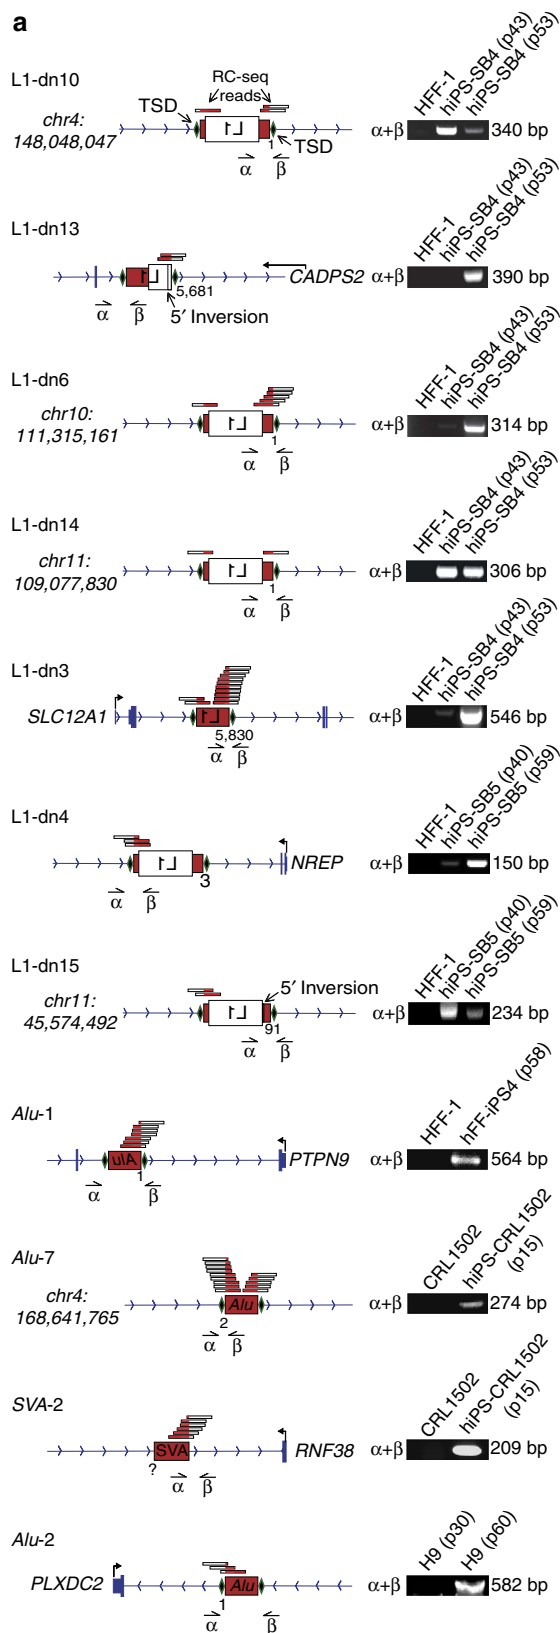 a
L1-dn10
chr4:
148,048,047
RC-seq
reads
TSD
L1
1
TSD
α
β
HFF-1
hiPS-SB4 (p43)
hiPS-SB4 (p53)
α+β
340 bp
L1-dn13
L1
5,681
CADPS2
5′ Inversion
α
β
HFF-1
hiPS-SB4 (p43)
hiPS-SB4 (p53)
α+β
390 bp
L1-dn6
chr10:
111,315,161
L1
1
α
β
HFF-1
hiPS-SB4 (p43)
hiPS-SB4 (p53)
α+β
314 bp
L1-dn14
chr11:
109,077,830
L1
1
α
β
HFF-1
hiPS-SB4 (p43)
hiPS-SB4 (p53)
α+β
306 bp
L1-dn3
SLC12A1
L1
5,830
α
β
HFF-1
hiPS-SB4 (p43)
hiPS-SB4 (p53)
α+β
546 bp
L1-dn4
L1
3
NREP
α
β
HFF-1
hiPS-SB5 (p40)
hiPS-SB5 (p59)
α+β
150 bp
L1-dn15
chr11:
45,574,492
5′ Inversion
L1
91
α
β
HFF-1
hiPS-SB5 (p40)
hiPS-SB5 (p59)
α+β
234 bp
Alu-1
Alu
1
PTPN9
α
β
HFF-1
hFF-iPS4 (p58)
α+β
564 bp
Alu-7
chr4:
168,641,765
Alu
2
α
β
CRL1502
hiPS-CRL1502
(p15)
α+β
274 bp
SVA-2
SVA
?
RNF38
α
β
CRL1502
hiPS-CRL1502
(p15)
α+β
209 bp
Alu-2
PLXDC2
Alu
1
α
β
H9 (p30)
H9 (p60)
α+β
582 bp